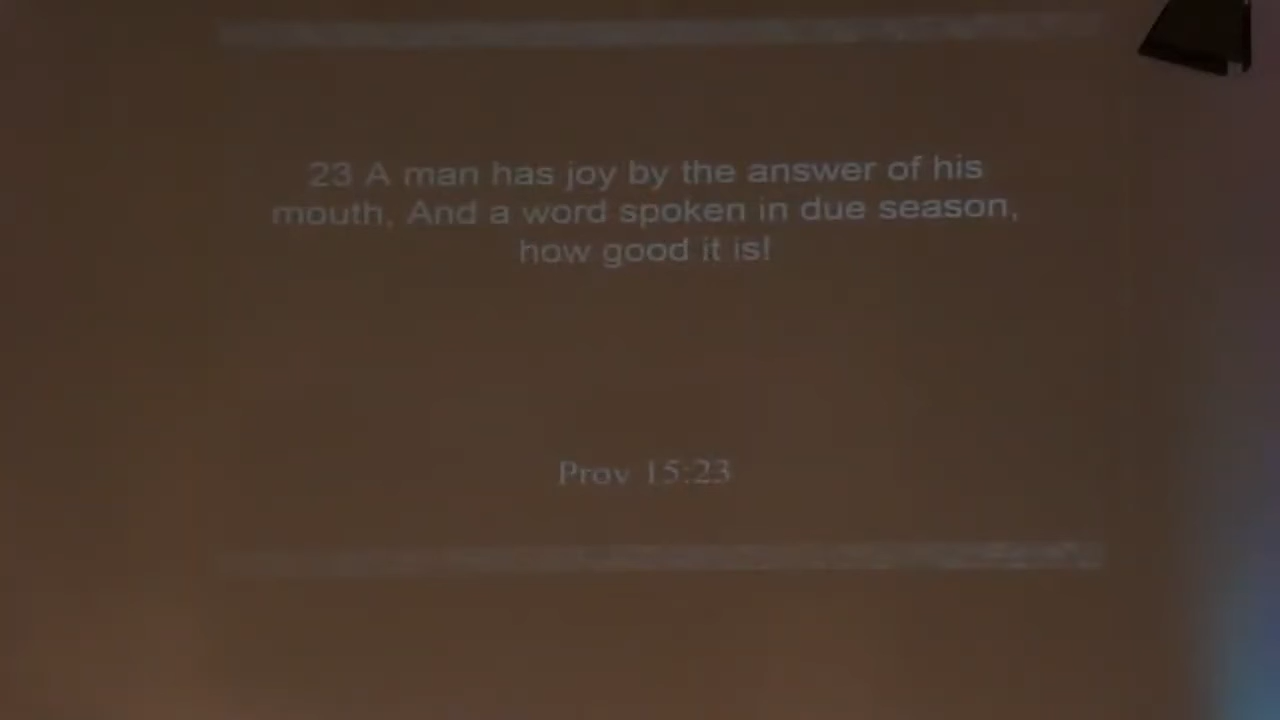 23 A man has joy by the answer of his
mouth, And a word spoken in due season,
how good it is!
Prov 15:23